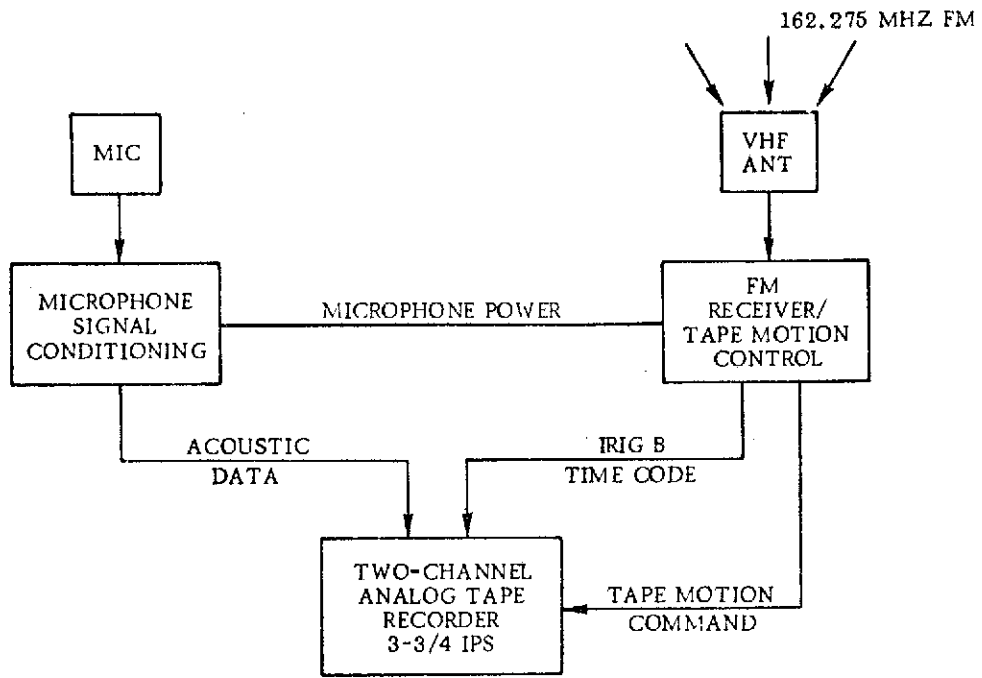 162.275 MHZ FM
MIC
VHF
ANT
MICROPHONE
SIGNAL
CONDITIONING
MICROPHONE POWER
FM
RECEIVER/
TAPE MOTION
CONTROL
ACOUSTIC
DATA
IRIG B
TIME CODE
TWO-CHANNEL
ANALOG TAPE
RECORDER
3-3/4 IPS
TAPE MOTION
COMMAND